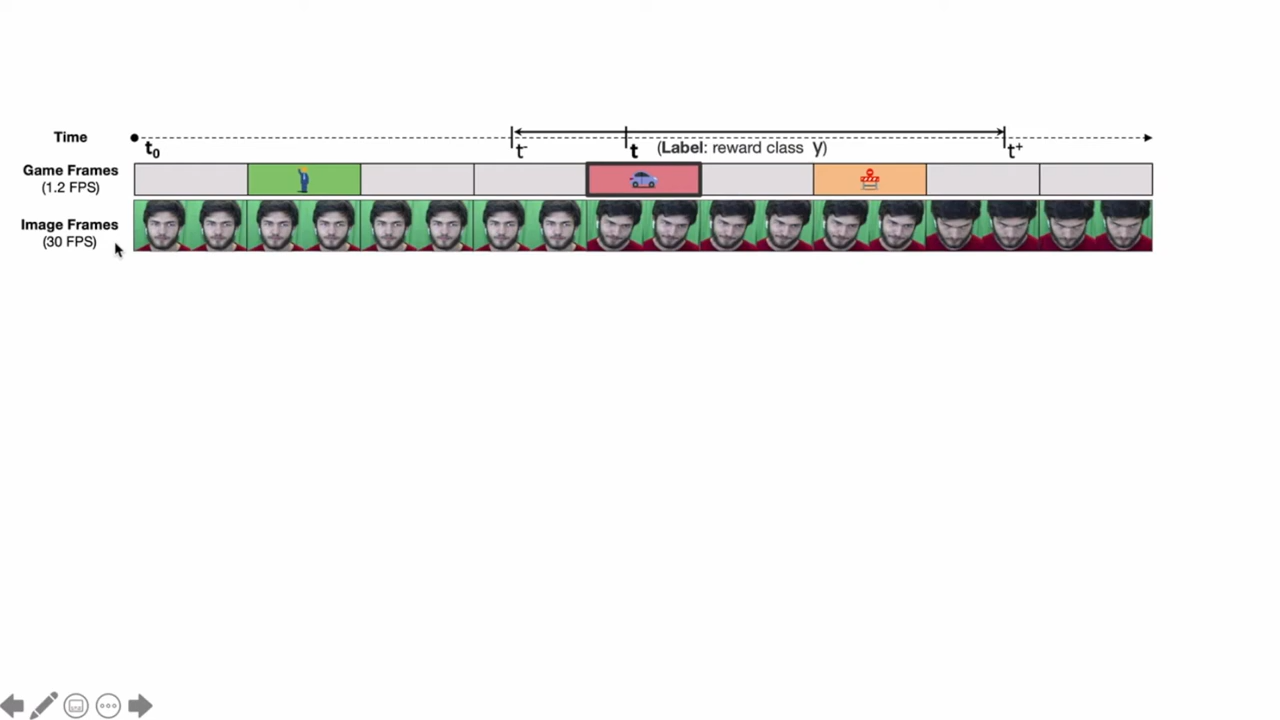 Time
t₀
t⁻
t
(Label: reward class y)
t⁺
Game Frames
(1.2 FPS)
Image Frames
(30 FPS)